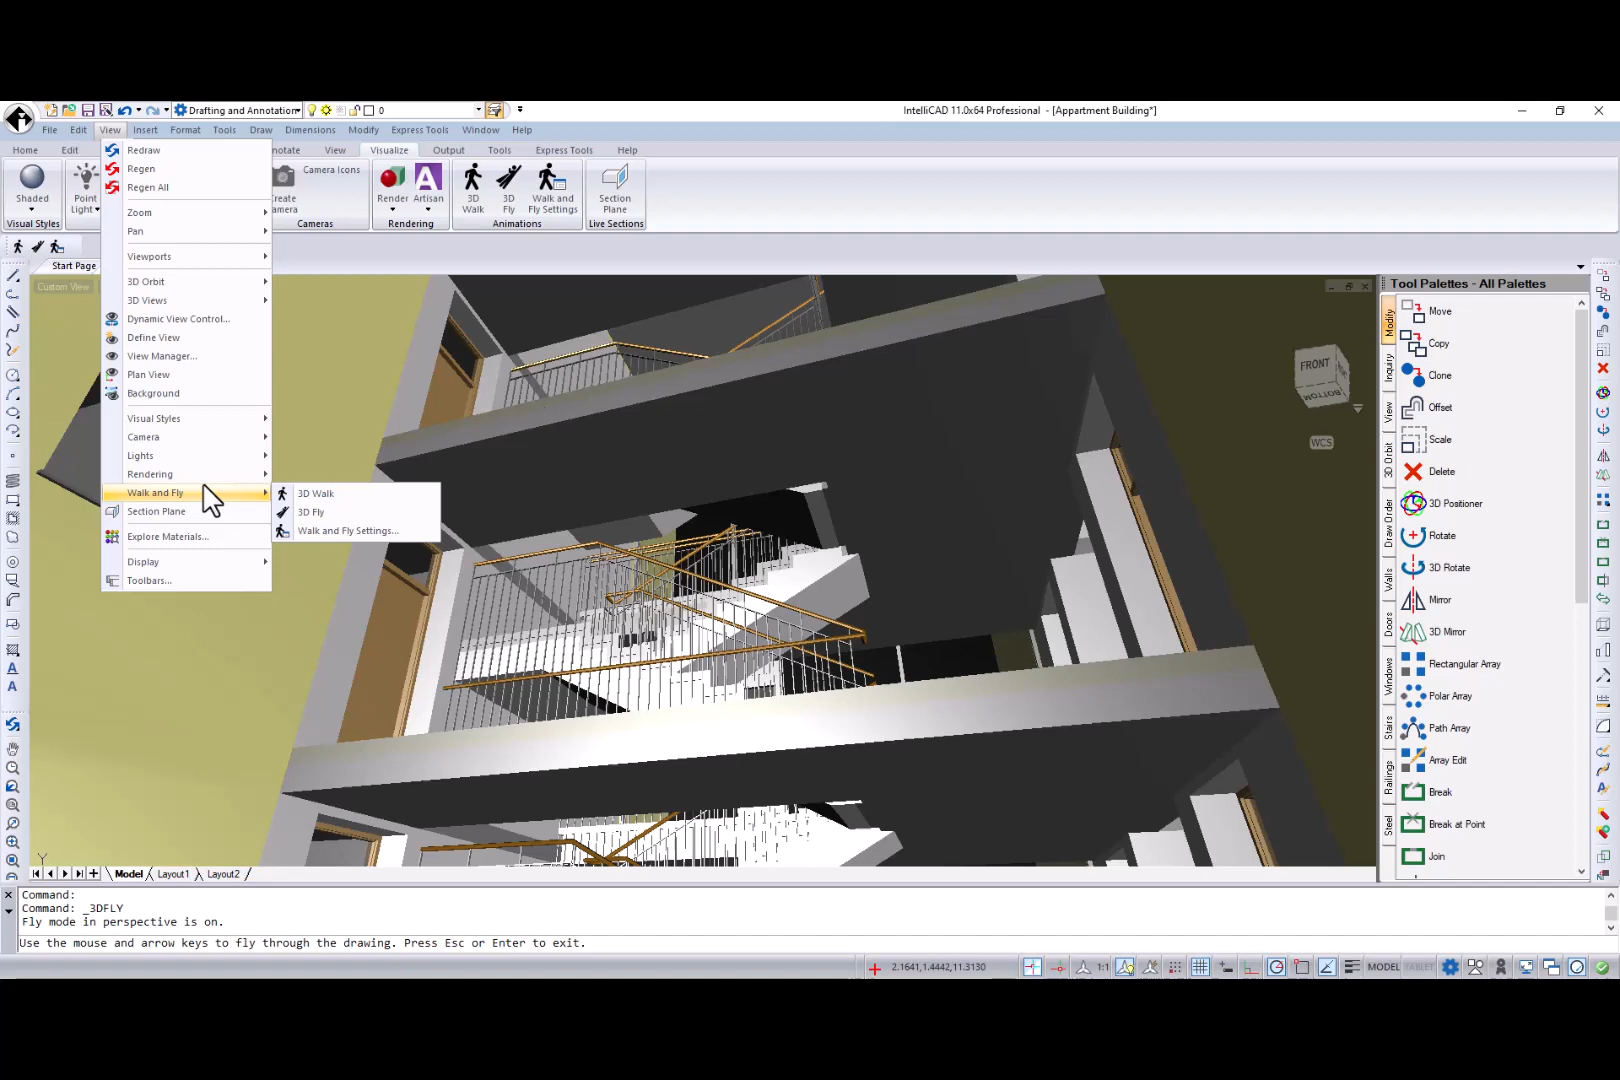 Drafting and Annotation
0
IntelliCAD 11.0x64 Professional - [Appartment Building*]
File Edit View Insert Format Tools Draw Dimensions Modify Express Tools Window Help
Home Edit notate View Visualize Output Tools Express Tools Help
Shaded
Visual Styles
Point
Light
Camera Icons
Create
Camera
Cameras
Render Artisan
Rendering
3D
Walk
3D
Fly
Walk and
Fly Settings
Animations
Section
Plane
Live Sections
Start Page
Custom View
Redraw
Regen
Regen All
Zoom
Pan
Viewports
3D Orbit
3D Views
Dynamic View Control...
Define View
View Manager...
Plan View
Background
Visual Styles
Camera
Lights
Rendering
Walk and Fly
Section Plane
Explore Materials...
Display
Toolbars...
3D Walk
3D Fly
Walk and Fly Settings...
FRONT
BOTTOM
WCS
Tool Palettes - All Palettes
Modify
Inquiry
View
3D Orbit
Draw Order
Walls
Doors
Windows
Stairs
Railings
Steel
Move
Copy
Clone
Offset
Scale
Delete
3D Positioner
Rotate
3D Rotate
Mirror
3D Mirror
Rectangular Array
Polar Array
Path Array
Array Edit
Break
Break at Point
Join
Y
Model Layout1 Layout2
Command:
Command: _3DFLY
Fly mode in perspective is on.
Use the mouse and arrow keys to fly through the drawing. Press Esc or Enter to exit.
2.1641,1.4442,11.3130
1:1
MODEL
TABLET